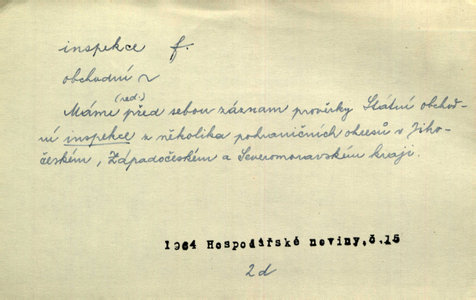 inspekce f.
obchodní ~
(red.)
Máme před sebou záznam prověrky Státní obchod-
ní inspekce z několika pohraničních okresů v Jiho-
českém, Západočeském a Severomoravském kraji.
1964 Hospodářské noviny,č.15
2d